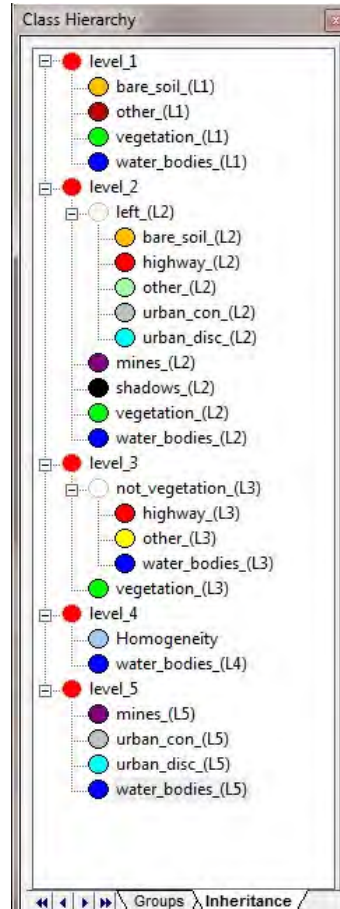 Class Hierarchy
level_1
bare_soil_(L1)
other_(L1)
vegetation_(L1)
water_bodies_(L1)
level_2
left_(L2)
bare_soil_(L2)
highway_(L2)
other_(L2)
urban_con_(L2)
urban_disc_(L2)
mines_(L2)
shadows_(L2)
vegetation_(L2)
water_bodies_(L2)
level_3
not_vegetation_(L3)
highway_(L3)
other_(L3)
water_bodies_(L3)
vegetation_(L3)
level_4
Homogeneity
water_bodies_(L4)
level_5
mines_(L5)
urban_con_(L5)
urban_disc_(L5)
water_bodies_(L5)
Groups Inheritance